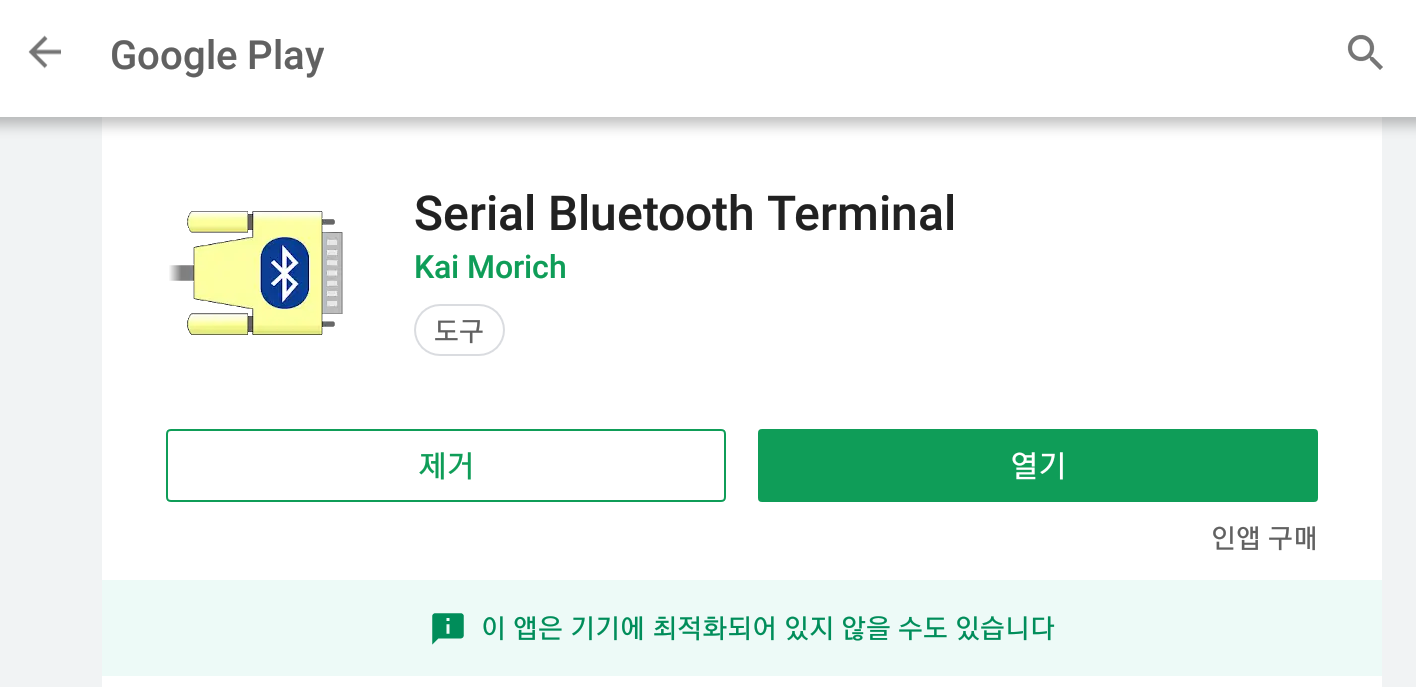 Google Play
Serial Bluetooth Terminal
Kai Morich
도구
제거
열기
인앱 구매
이 앱은 기기에 최적화되어 있지 않을 수도 있습니다